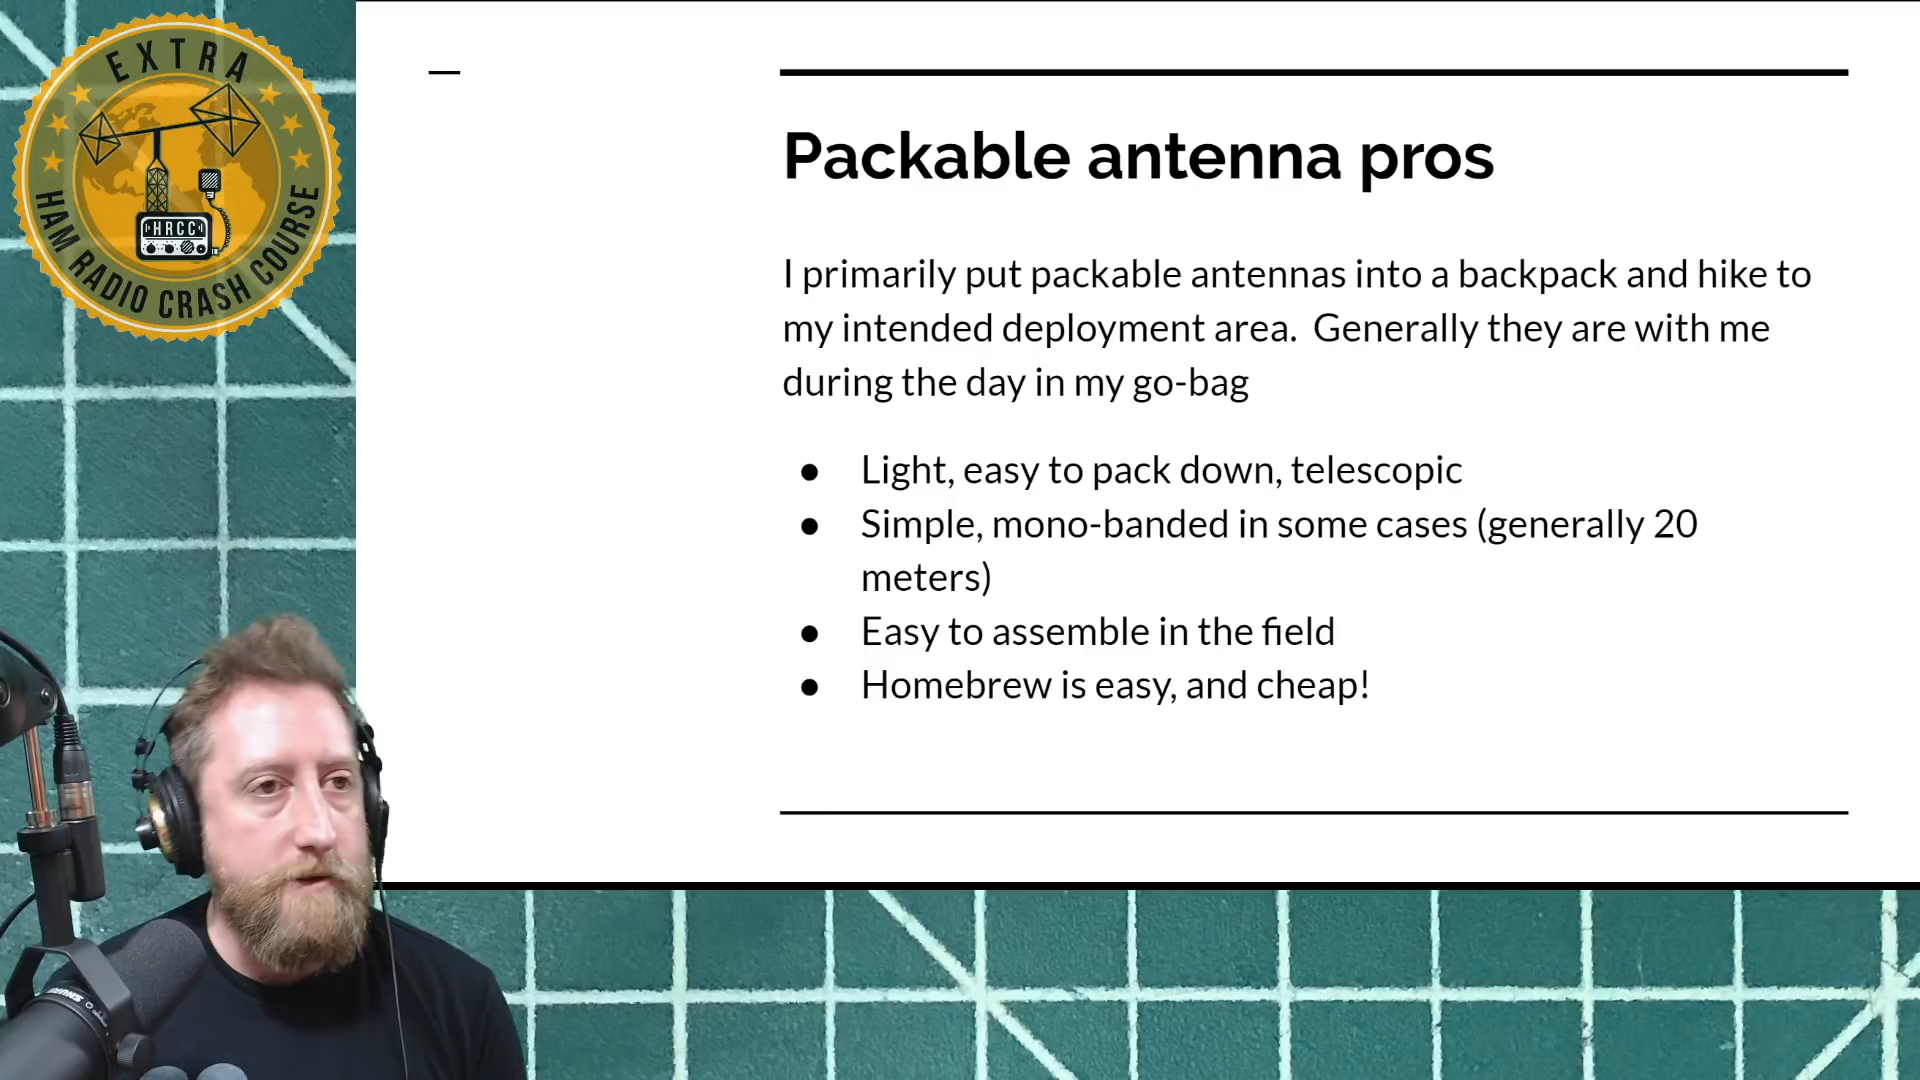 EXTRA
HAM RADIO CRASH COURSE
HRCC
Packable antenna pros
I primarily put packable antennas into a backpack and hike to
my intended deployment area.  Generally they are with me
during the day in my go-bag
● Light, easy to pack down, telescopic
● Simple, mono-banded in some cases (generally 20
meters)
● Easy to assemble in the field
● Homebrew is easy, and cheap!
SHURE